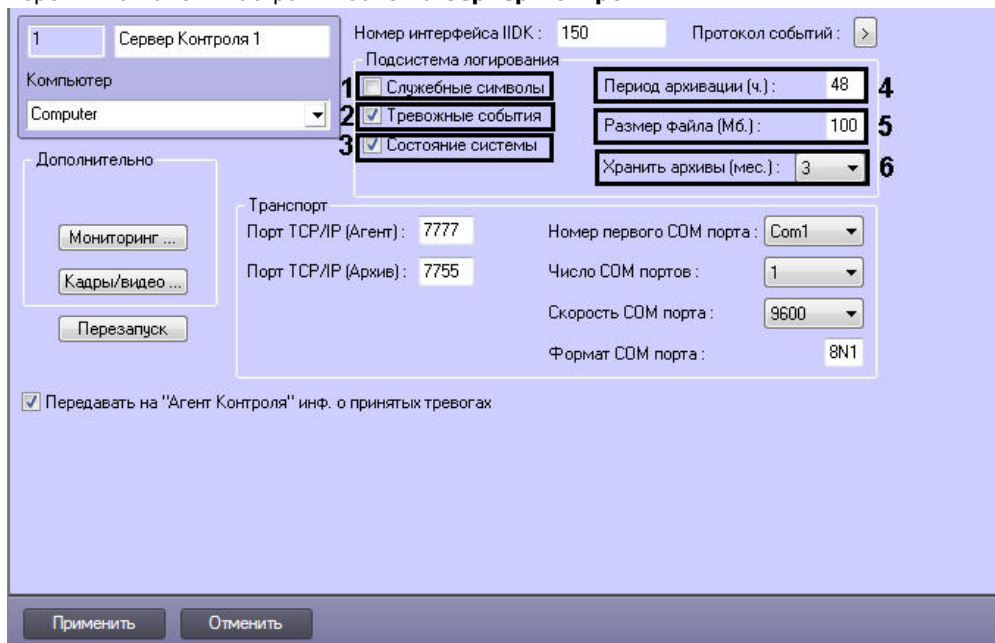 1 Сервер Контроля 1
Номер интерфейса IIDK : 150 Протокол событий : >
Подсистема логирования
Компьютер
Computer
1 Служебные символы
2 Тревожные события
3 Состояние системы
Период архивации (ч.) : 48 4
Размер файла (Мб.) : 100 5
Хранить архивы (мес.) : 3 6
Дополнительно
Мониторинг ...
Кадры/видео ...
Перезапуск
Транспорт
Порт TCP/IP (Агент) : 7777 Номер первого COM порта : Com1
Порт TCP/IP (Архив) : 7755 Число COM портов : 1
Скорость COM порта : 9600
Формат COM порта : 8N1
Передавать на "Агент Контроля" инф. о принятых тревогах
Применить Отменить